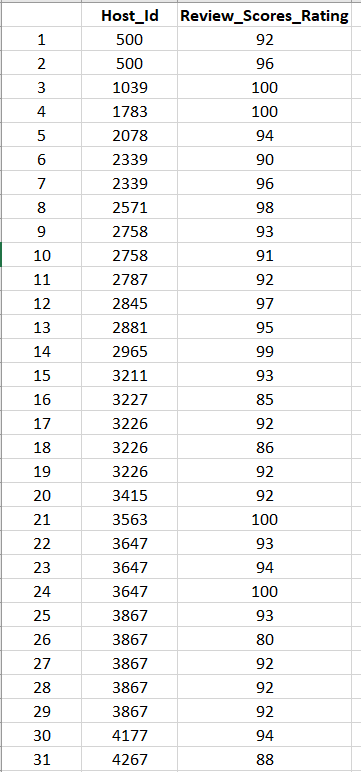 Host_Id Review_Scores_Rating
1 500 92
2 500 96
3 1039 100
4 1783 100
5 2078 94
6 2339 90
7 2339 96
8 2571 98
9 2758 93
10 2758 91
11 2787 92
12 2845 97
13 2881 95
14 2965 99
15 3211 93
16 3227 85
17 3226 92
18 3226 86
19 3226 92
20 3415 92
21 3563 100
22 3647 93
23 3647 94
24 3647 100
25 3867 93
26 3867 80
27 3867 92
28 3867 92
29 3867 92
30 4177 94
31 4267 88